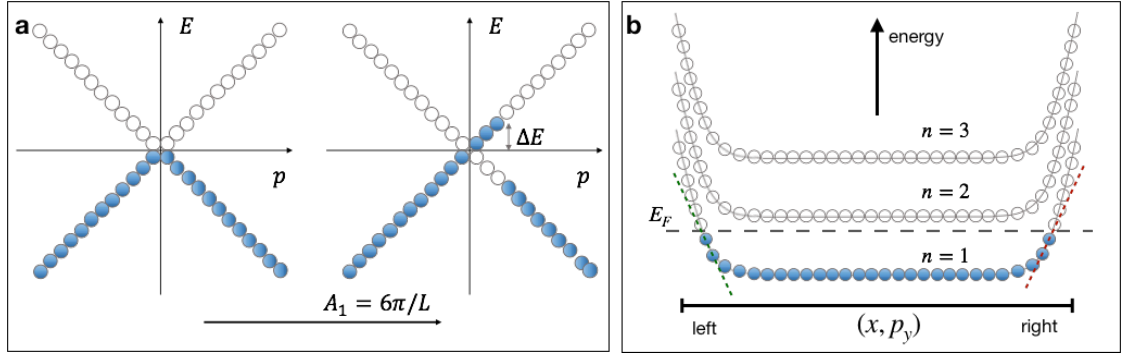 a
E
p
E
ΔE
p
A₁ = 6π/L
b
energy
n = 3
n = 2
E_F
n = 1
left
(x, p_y)
right